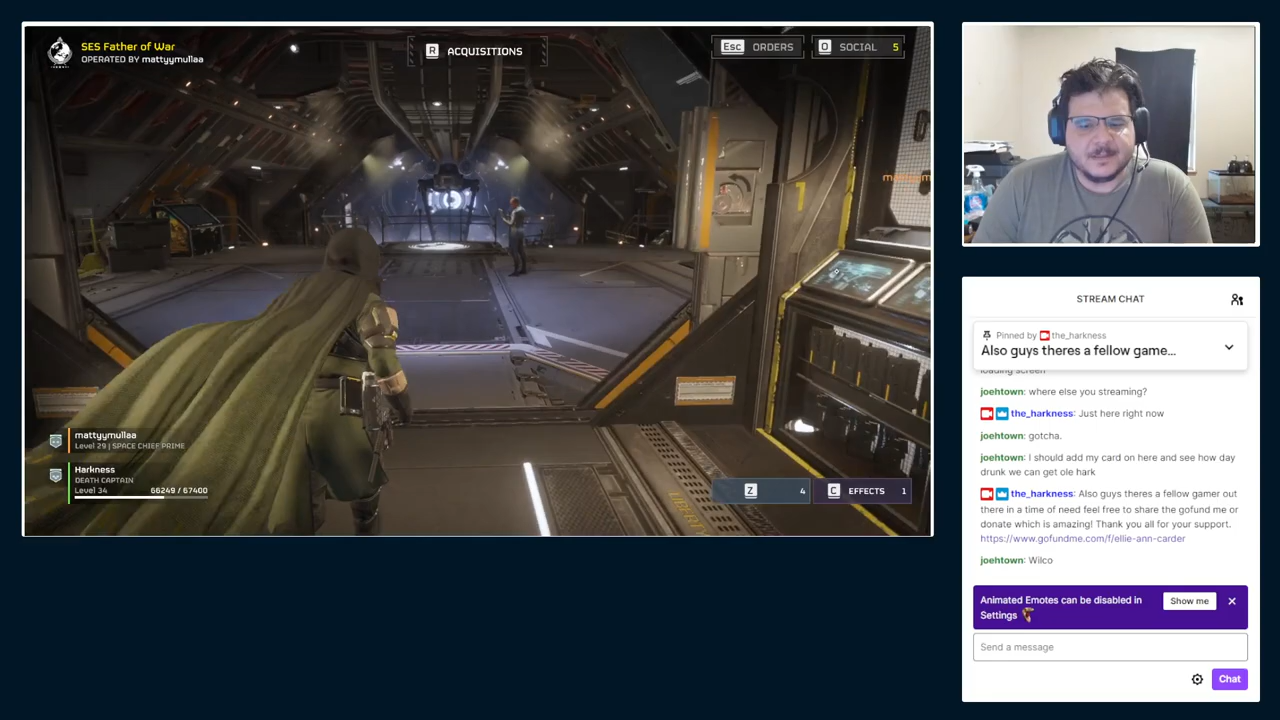 SES Father of War
OPERATED BY mattyymullaa
R ACQUISITIONS
Esc ORDERS
O SOCIAL 5
1
mattyymullaa
Level 29 | SPACE CHIEF PRIME
Harkness
DEATH CAPTAIN
Level 34 66249 / 67400
Z 4
C EFFECTS 1
STREAM CHAT
Pinned by the_harkness
Also guys theres a fellow game...
loading screen
joehtown: where else you streaming?
the_harkness: Just here right now
joehtown: gotcha.
joehtown: I should add my card on here and see how day
drunk we can get ole hark
the_harkness: Also guys theres a fellow gamer out
there in a time of need feel free to share the gofund me or
donate which is amazing! Thank you all for your support.
https://www.gofundme.com/f/ellie-ann-carder
joehtown: Wilco
Animated Emotes can be disabled in
Settings
Show me
Send a message
Chat